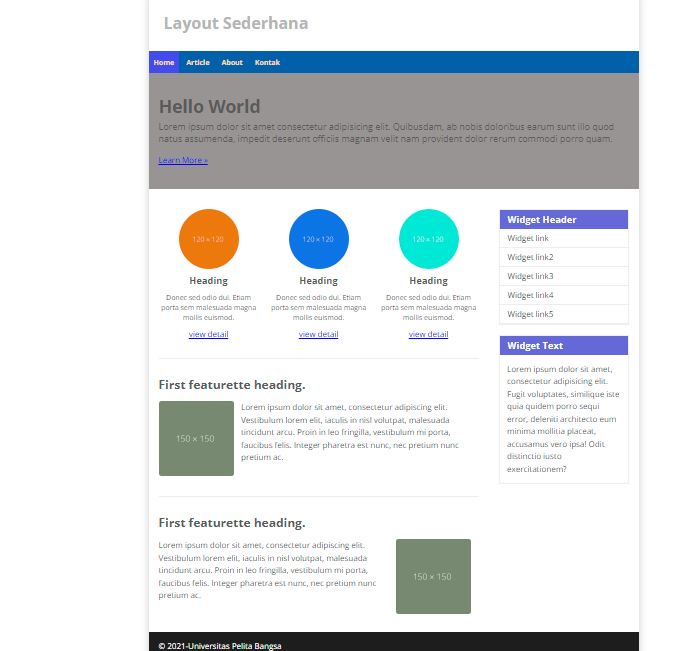 Layout Sederhana
Home Article About Kontak
Hello World
Lorem ipsum dolor sit amet consectetur adipisicing elit. Quibusdam, ab nobis doloribus earum sunt illo quod
natus assumenda, impedit deserunt officiis magnam velit nam provident dolor rerum commodi porro quam.
Learn More »
120 × 120
Heading
Donec sed odio dui. Etiam
porta sem malesuada magna
mollis euismod.
view detail
120 × 120
Heading
Donec sed odio dui. Etiam
porta sem malesuada magna
mollis euismod.
view detail
120 × 120
Heading
Donec sed odio dui. Etiam
porta sem malesuada magna
mollis euismod.
view detail
First featurette heading.
150 × 150
Lorem ipsum dolor sit amet, consectetur adipiscing elit.
Vestibulum lorem elit, iaculis in nisl volutpat, malesuada
tincidunt arcu. Proin in leo fringilla, vestibulum mi porta,
faucibus felis. Integer pharetra est nunc, nec pretium nunc
pretium ac.
First featurette heading.
Lorem ipsum dolor sit amet, consectetur adipiscing elit.
Vestibulum lorem elit, iaculis in nisl volutpat, malesuada
tincidunt arcu. Proin in leo fringilla, vestibulum mi porta,
faucibus felis. Integer pharetra est nunc, nec pretium nunc
pretium ac.
150 × 150
Widget Header
Widget link
Widget link2
Widget link3
Widget link4
Widget link5
Widget Text
Lorem ipsum dolor sit amet,
consectetur adipisicing elit.
Fugit voluptates, similique iste
quia quidem porro sequi
error, deleniti architecto eum
minima mollitia placeat,
accusamus vero ipsa! Odit
distinctio iusto
exercitationem?
© 2021-Universitas Pelita Bangsa